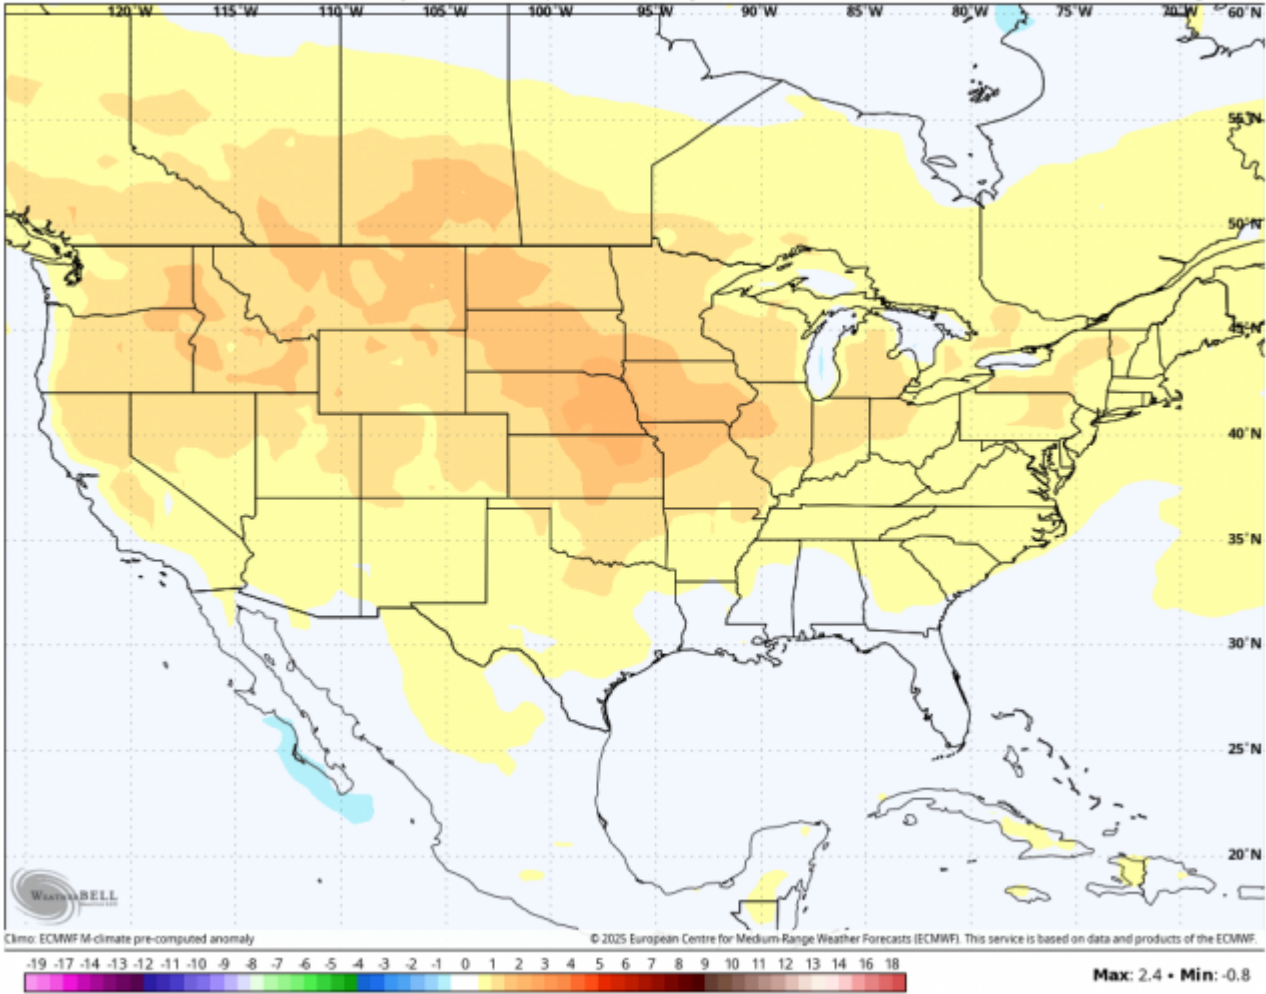 120°W 115°W 110°W 105°W 100°W 95°W 90°W 85°W 80°W 75°W 70°W 60°N
55°N
50°N
45°N
40°N
35°N
30°N
25°N
20°N
WeatherBELL
Climo: ECMWF M-climate pre-computed anomaly
© 2025 European Centre for Medium-Range Weather Forecasts (ECMWF). This service is based on data and products of the ECMWF.
-19 -17 -14 -13 -12 -11 -10 -9 -8 -7 -6 -5 -4 -3 -2 -1 0 1 2 3 4 5 6 7 8 9 10 11 12 13 14 16 18
Max: 2.4 • Min: -0.8